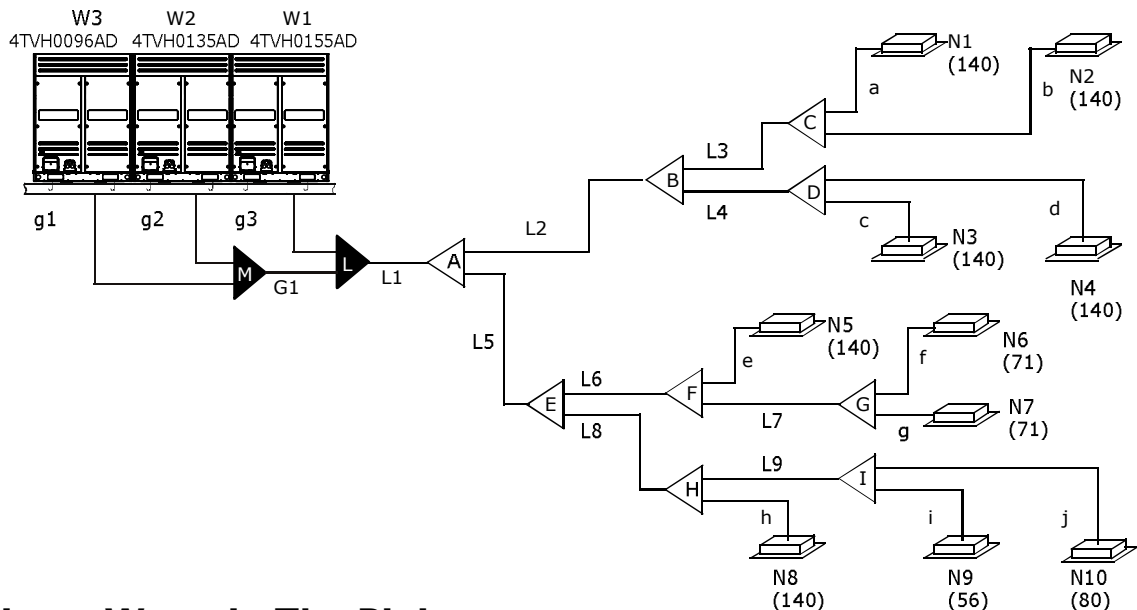 W3 W2 W1
4TVH0096AD 4TVH0135AD 4TVH0155AD
g1 g2 g3
M
G1
L
L1
A
L2
L5
B
L3
L4
C
a
N1
(140)
b
N2
(140)
D
c
N3
(140)
d
N4
(140)
E
L6
L8
F
e
N5
(140)
L7
G
f
N6
(71)
g
N7
(71)
H
L9
I
h
N8
(140)
i
N9
(56)
j
N10
(80)